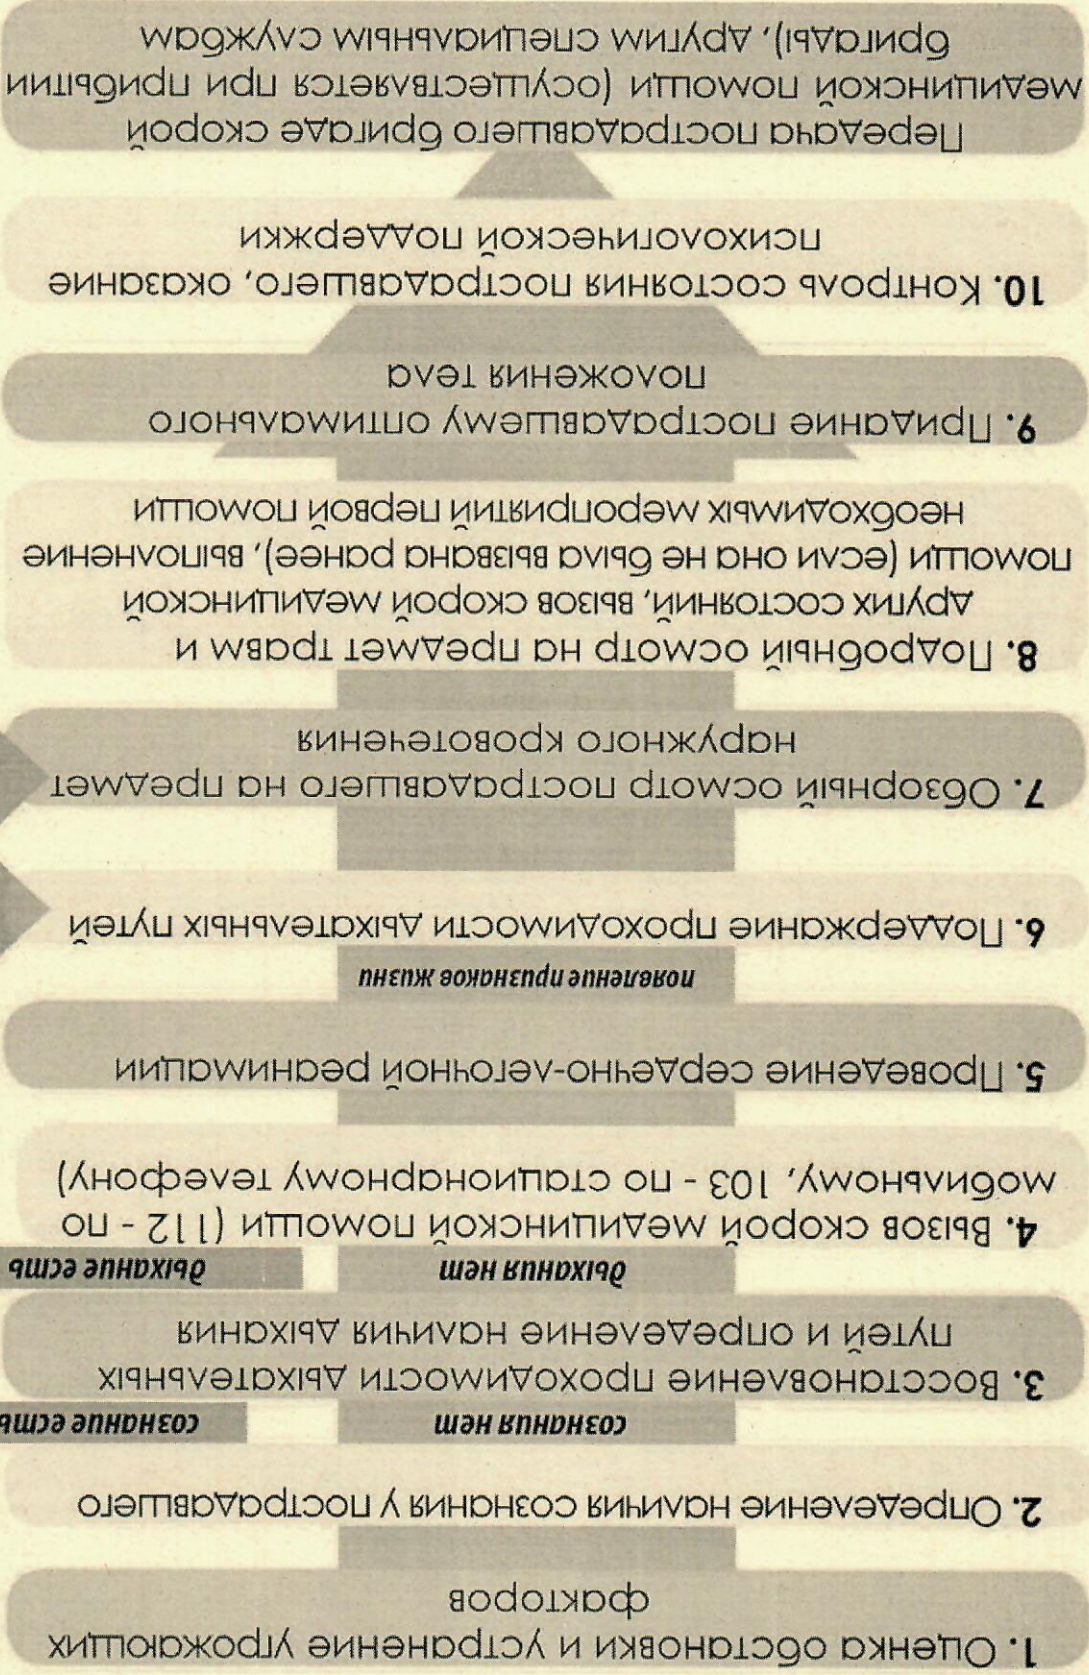 1. Оценка обстановки и устранение угрожающих
факторов
2. Определение наличия сознания у пострадавшего
сознания нет
сознание есть
3. Восстановление проходимости дыхательных
путей и определение наличия дыхания
дыхания нет
дыхание есть
4. Вызов скорой медицинской помощи (112 - по
мобильному, 103 - по стационарному телефону)
5. Проведение сердечно-легочной реанимации
появление признаков жизни
6. Поддержание проходимости дыхательных путей
7. Обзорный осмотр пострадавшего на предмет
наружного кровотечения
8. Подробный осмотр на предмет травм и
других состояний, вызов скорой медицинской
помощи (если она не была вызвана ранее), выполнение
необходимых мероприятий первой помощи
9. Придание пострадавшему оптимального
положения тела
10. Контроль состояния пострадавшего, оказание
психологической поддержки
Передача пострадавшего бригаде скорой
медицинской помощи (осуществляется при прибытии
бригады), другим специальным службам